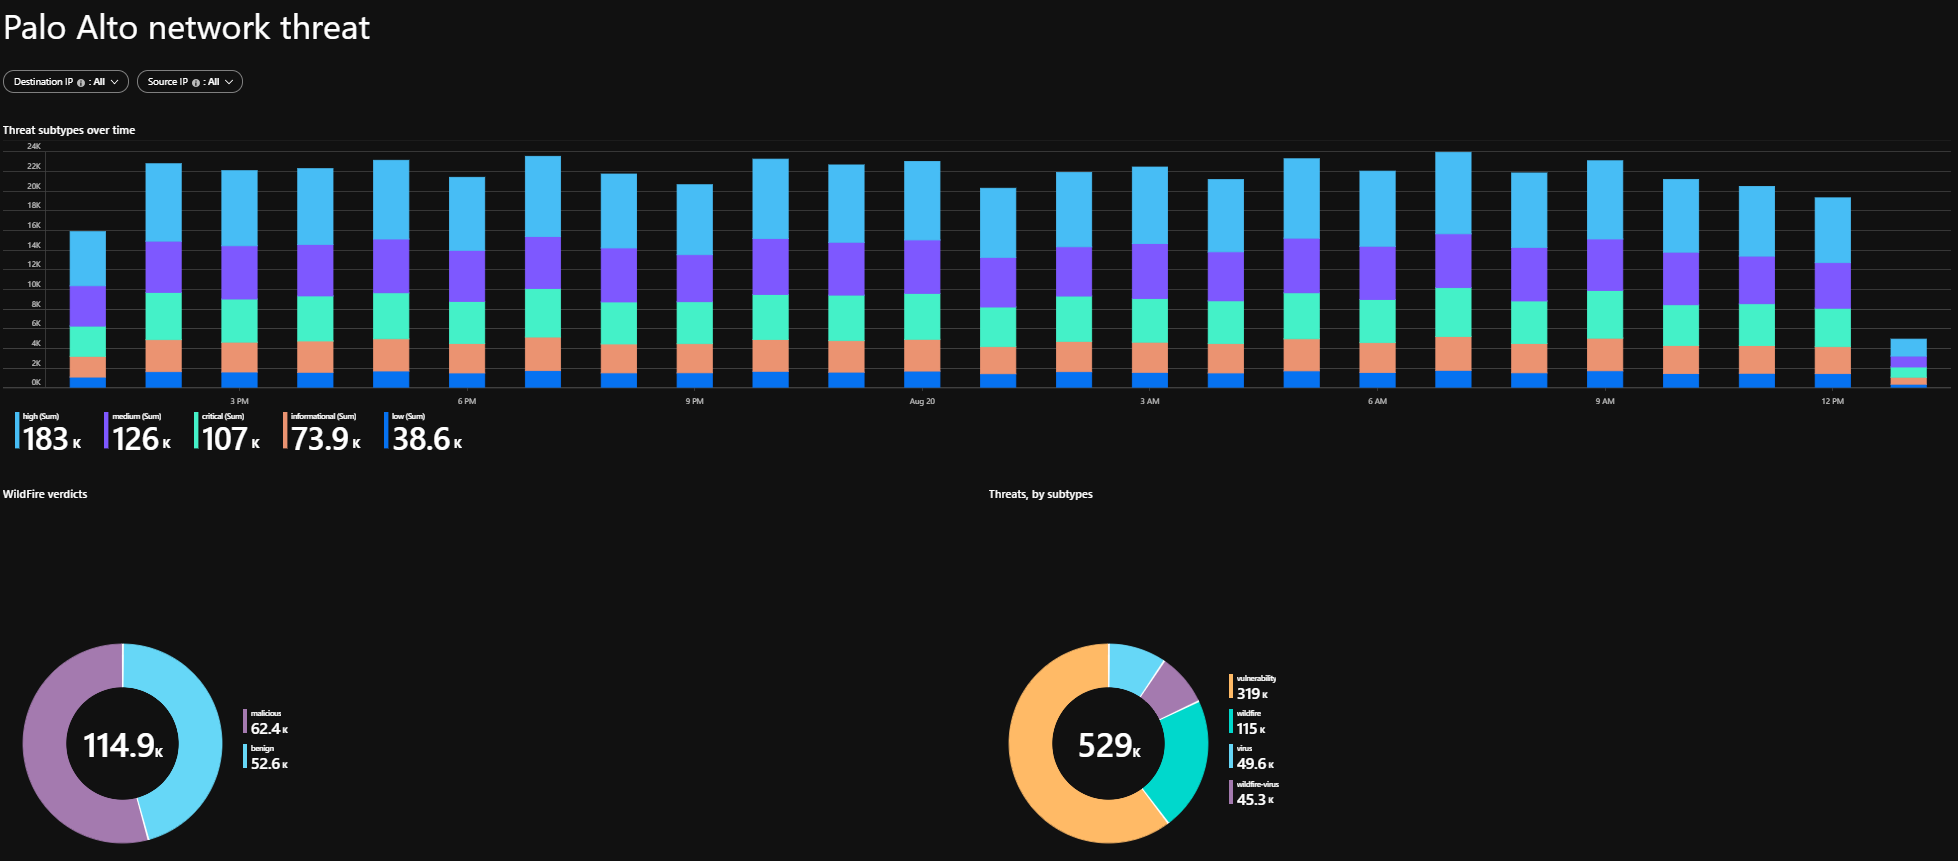 Palo Alto network threat
Destination IP : All
Source IP : All
Threat subtypes over time
24K
22K
20K
18K
16K
14K
12K
10K
8K
6K
4K
2K
0K
3 PM
6 PM
9 PM
Aug 20
3 AM
6 AM
9 AM
12 PM
high (Sum)
183 K
medium (Sum)
126 K
critical (Sum)
107 K
informational (Sum)
73.9 K
low (Sum)
38.6 K
WildFire verdicts
114.9K
malicious
62.4 K
benign
52.6 K
Threats, by subtypes
529K
vulnerability
319 K
wildfire
115 K
virus
49.6 K
wildfire-virus
45.3 K